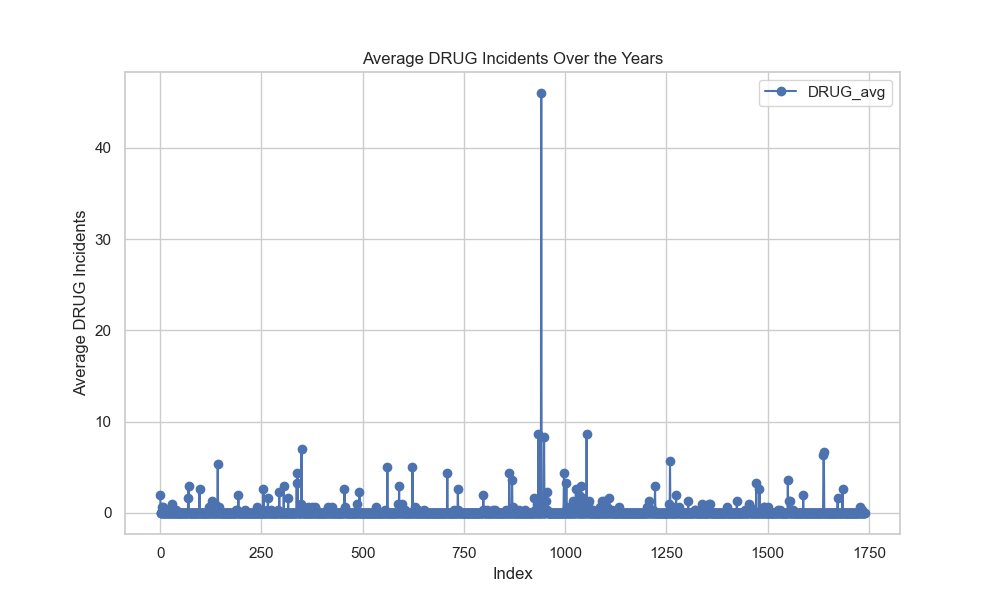 Average DRUG Incidents Over the Years
DRUG_avg
Average DRUG Incidents
40
30
20
10
0
0 250 500 750 1000 1250 1500 1750
Index